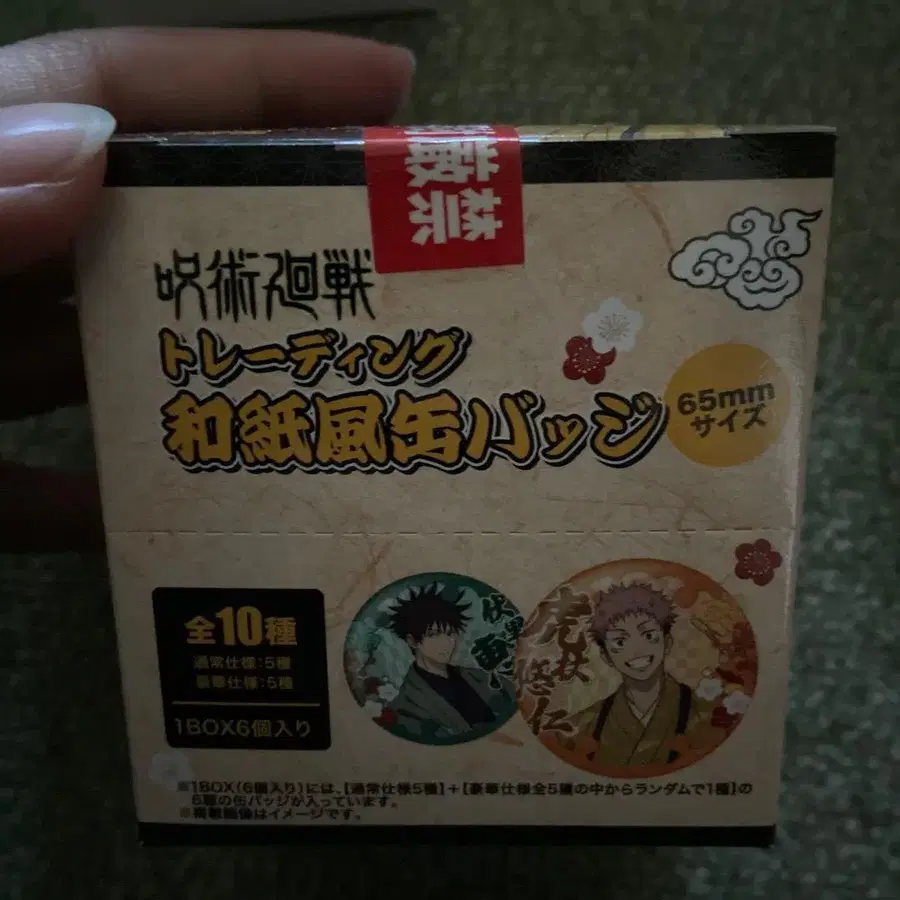 厳禁
呪術廻戦
トレーディング
和紙風缶バッジ
65mm
サイズ
全10種
通常仕様:5種
豪華仕様:5種
1BOX6個入り
伏黒
虎杖
悠仁
※1BOX(6個入り)には、【通常仕様5種】+【豪華仕様全5種の中からランダムで1種】の
6種の缶バッジが入っています。
※掲載画像はイメージです。